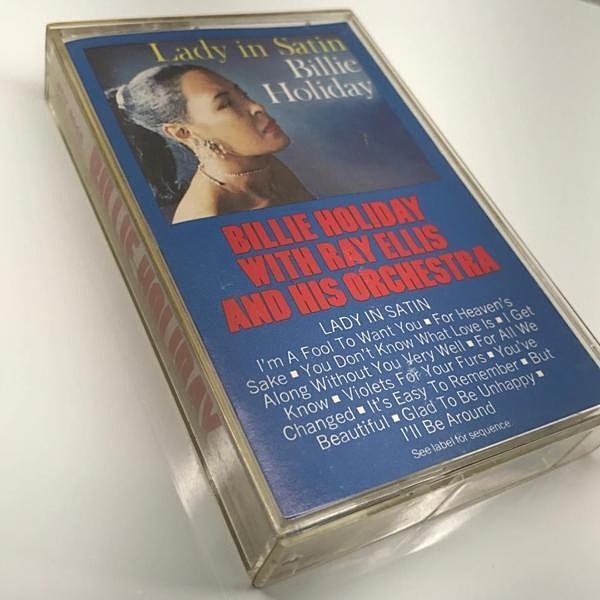 Lady in Satin
Billie
Holiday
BILLIE HOLIDAY
WITH RAY ELLIS
AND HIS ORCHESTRA
LADY IN SATIN
I'm A Fool To Want You ▪ For Heaven's
Sake ▪ You Don't Know What Love Is ▪ I Get
Along Without You Very Well ▪ For All We
Know ▪ Violets For Your Furs ▪ You've
Changed ▪ It's Easy To Remember ▪ But
Beautiful ▪ Glad To Be Unhappy ▪
I'll Be Around
See label for sequence
BILLIE HOLIDAY